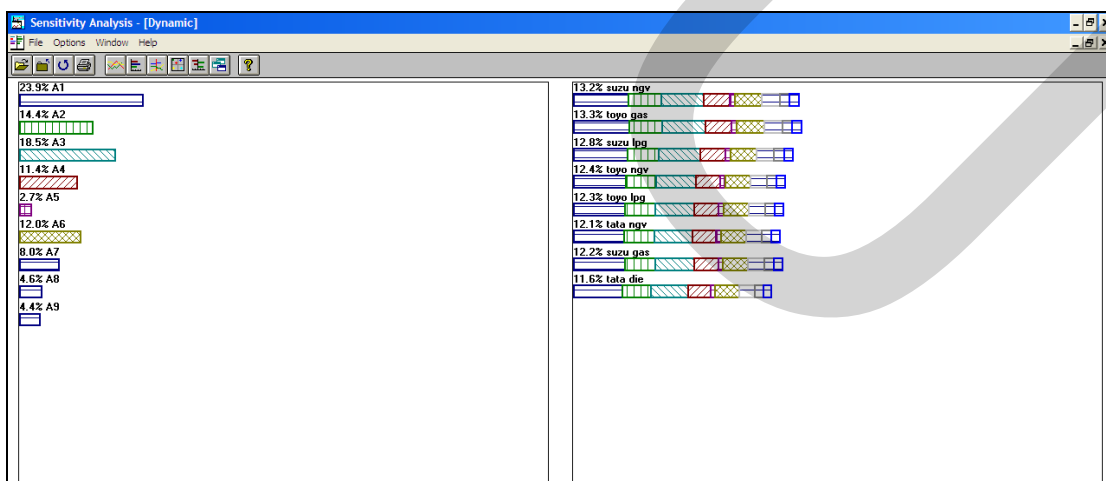 Sensitivity Analysis - [Dynamic]
File Options Window Help
23.9% A1
14.4% A2
18.5% A3
11.4% A4
2.7% A5
12.0% A6
8.0% A7
4.6% A8
4.4% A9
13.2% suzu ngv
13.3% toyo gas
12.8% suzu lpg
12.4% toyo ngv
12.3% toyo lpg
12.1% tata ngv
12.2% suzu gas
11.6% tata die